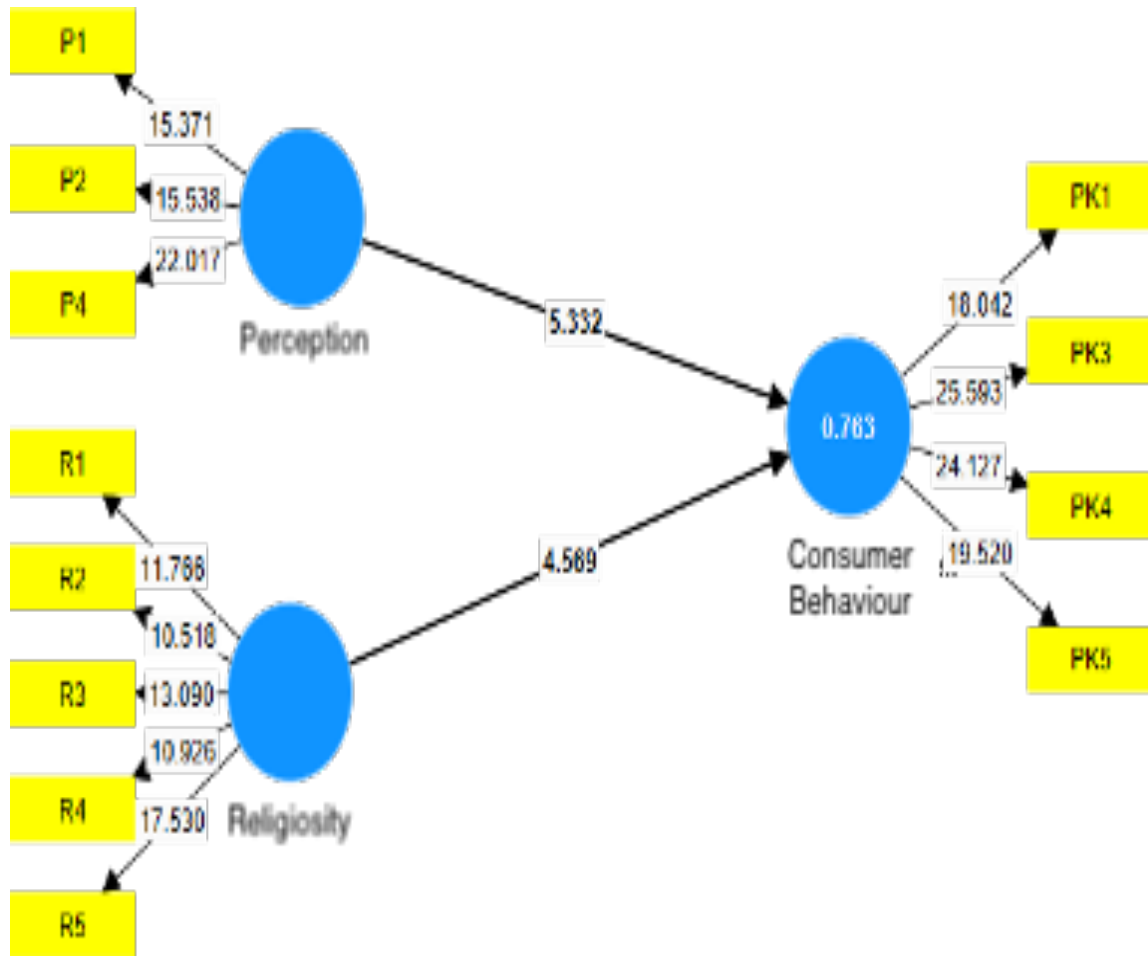 P1
15.371
P2
15.538
22.017
P4
Perception
5.332
PK1
18.042
PK3
25.593
0.763
24.127
PK4
Consumer
Behaviour
19.520
PK5
R1
11.766
R2
10.518
R3
13.090
10.926
R4
17.530
Religiosity
R5
4.569